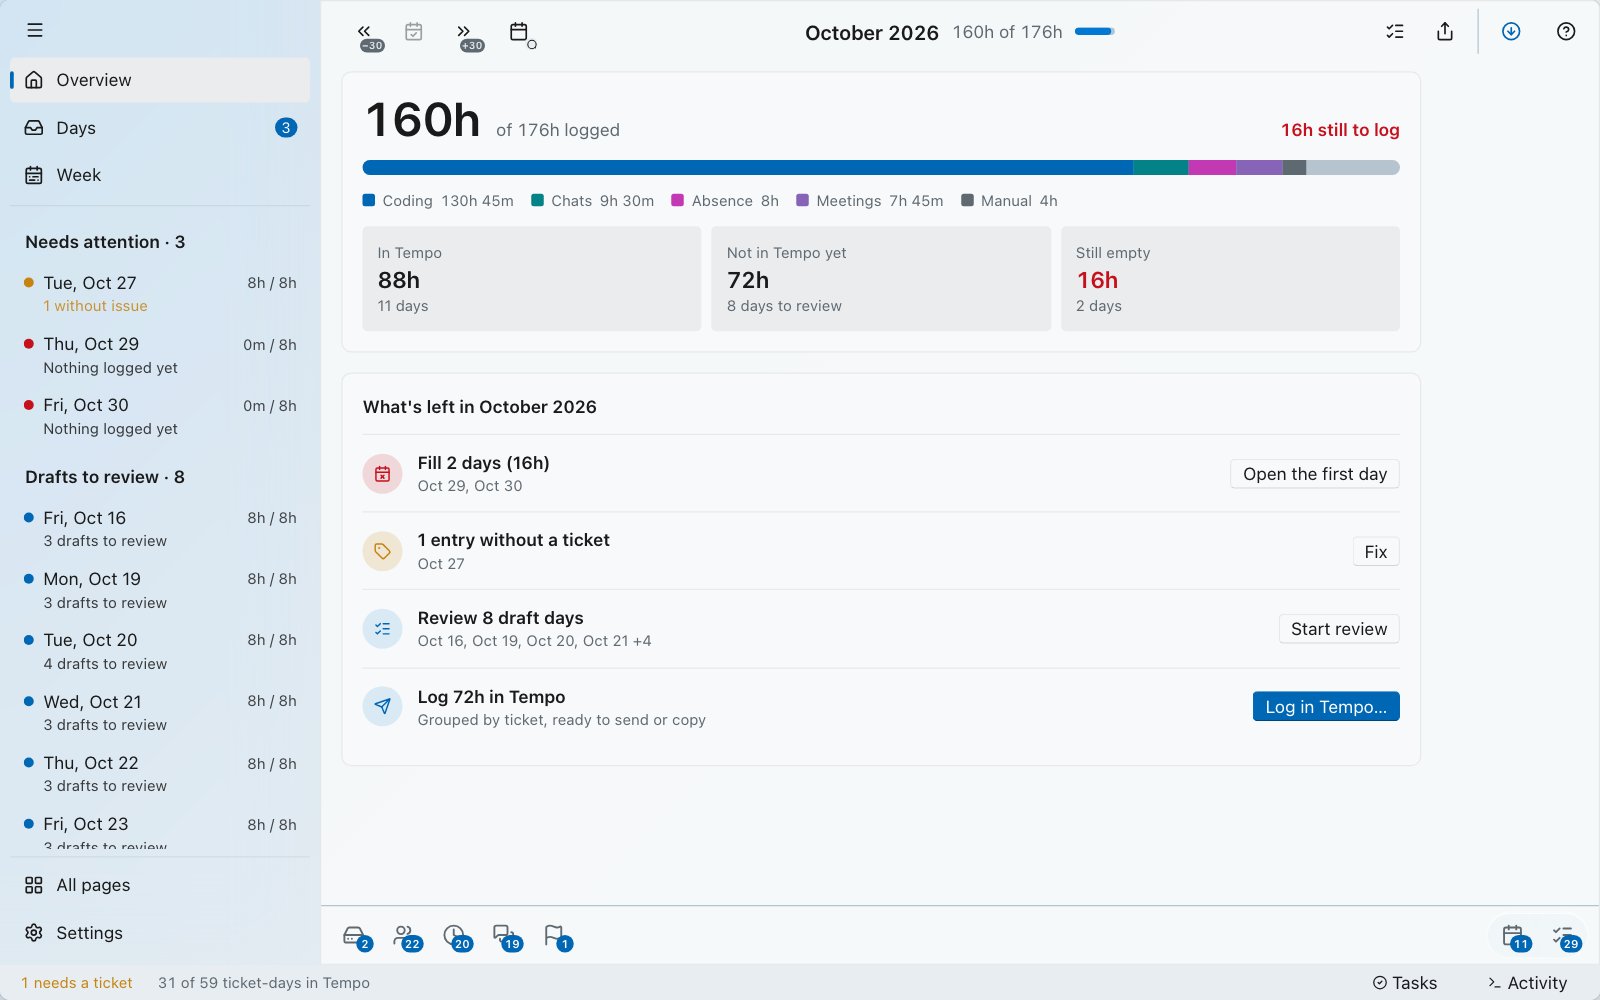 Overview
Days 3
Week
Needs attention · 3
Tue, Oct 27 8h / 8h
1 without issue
Thu, Oct 29 0m / 8h
Nothing logged yet
Fri, Oct 30 0m / 8h
Nothing logged yet
Drafts to review · 8
Fri, Oct 16 8h / 8h
3 drafts to review
Mon, Oct 19 8h / 8h
3 drafts to review
Tue, Oct 20 8h / 8h
4 drafts to review
Wed, Oct 21 8h / 8h
3 drafts to review
Thu, Oct 22 8h / 8h
3 drafts to review
Fri, Oct 23 8h / 8h
3 drafts to review
All pages
Settings
−30 +30
October 2026 160h of 176h
160h of 176h logged 16h still to log
Coding 130h 45m Chats 9h 30m Absence 8h Meetings 7h 45m Manual 4h
In Tempo
88h
11 days
Not in Tempo yet
72h
8 days to review
Still empty
16h
2 days
What's left in October 2026
Fill 2 days (16h)
Oct 29, Oct 30
Open the first day
1 entry without a ticket
Oct 27
Fix
Review 8 draft days
Oct 16, Oct 19, Oct 20, Oct 21 +4
Start review
Log 72h in Tempo
Grouped by ticket, ready to send or copy
Log in Tempo...
2 22 20 19 1 11 29
1 needs a ticket 31 of 59 ticket-days in Tempo Tasks Activity